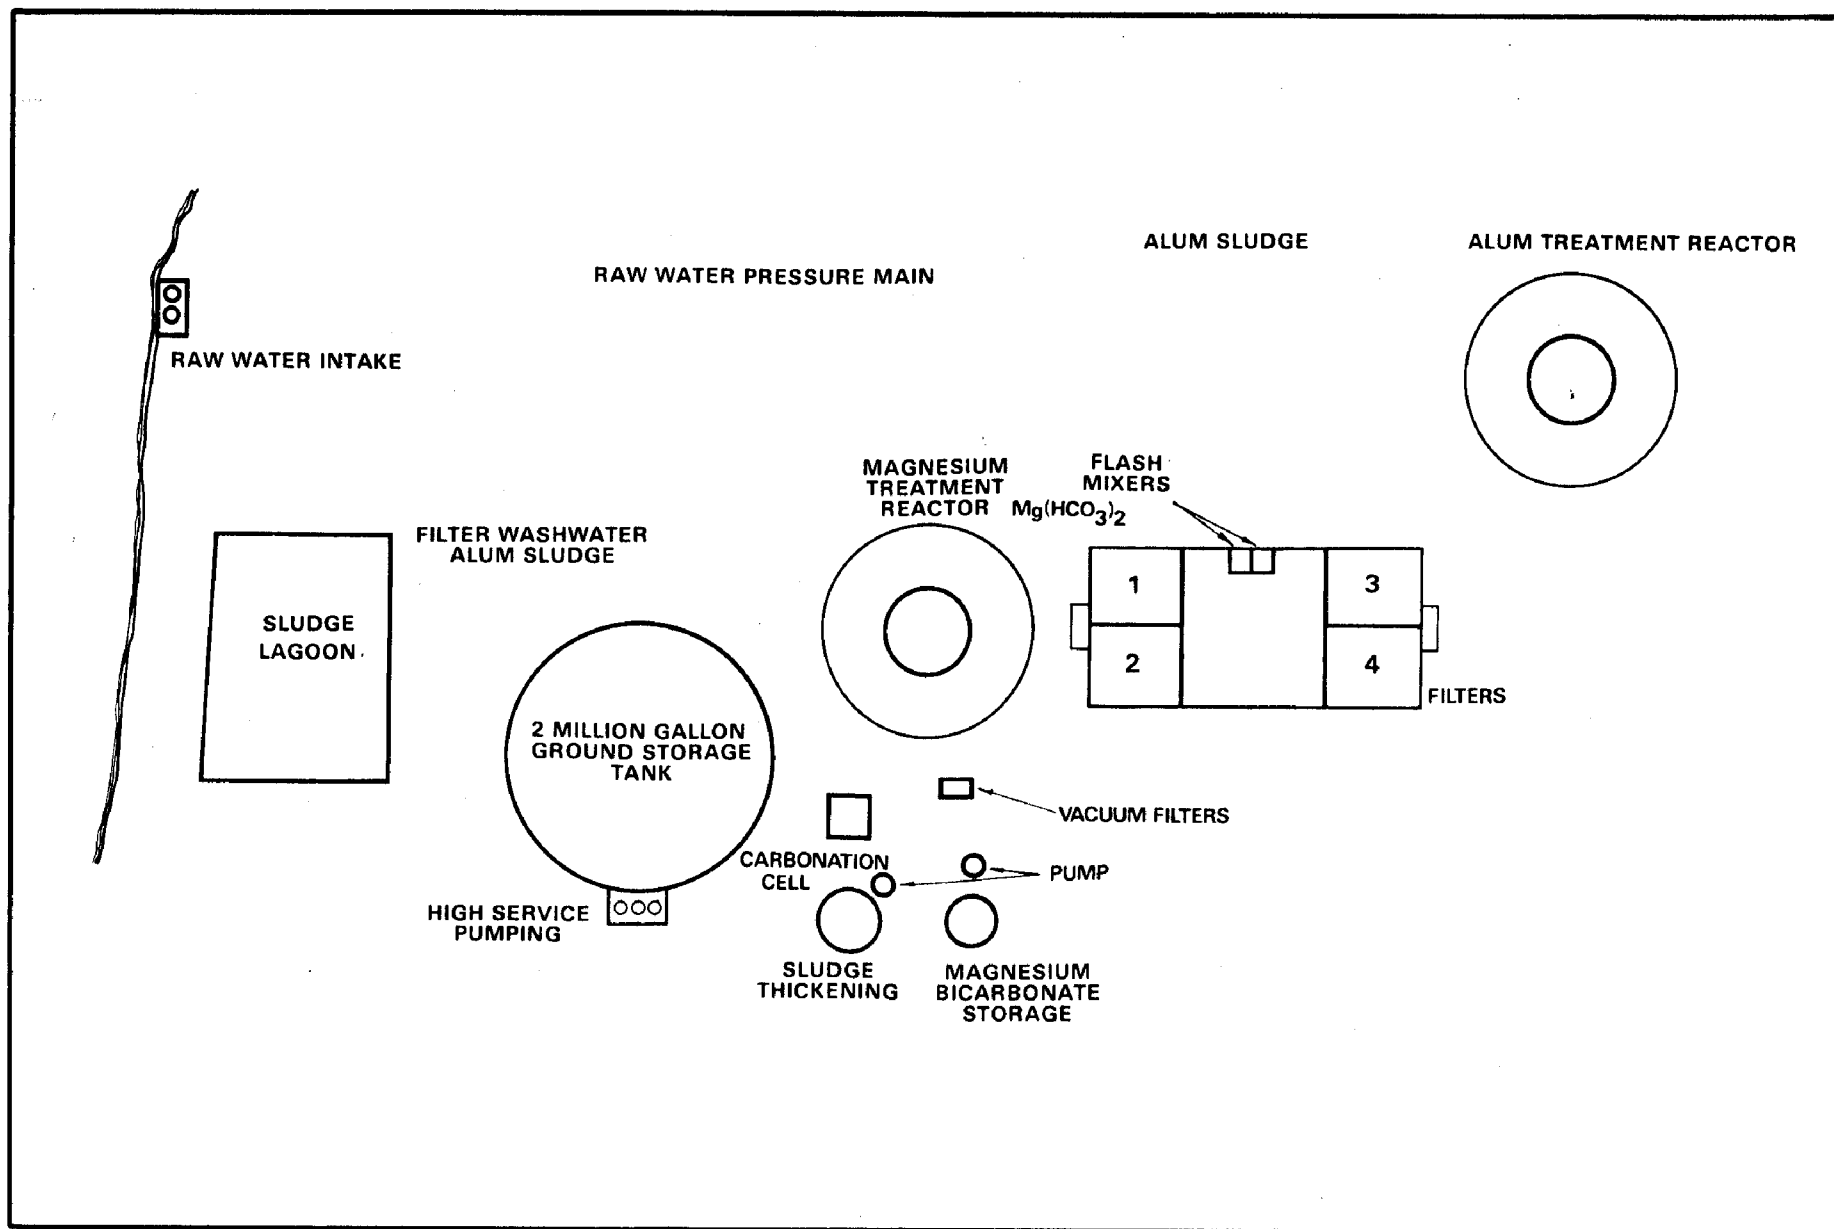 ALUM SLUDGE
ALUM TREATMENT REACTOR
RAW WATER PRESSURE MAIN
RAW WATER INTAKE
MAGNESIUM
TREATMENT
REACTOR
Mg(HCO3)2
FLASH
MIXERS
FILTER WASHWATER
ALUM SLUDGE
SLUDGE
LAGOON
1
2
3
4
FILTERS
2 MILLION GALLON
GROUND STORAGE
TANK
VACUUM FILTERS
CARBONATION
CELL
PUMP
HIGH SERVICE
PUMPING
SLUDGE
THICKENING
MAGNESIUM
BICARBONATE
STORAGE